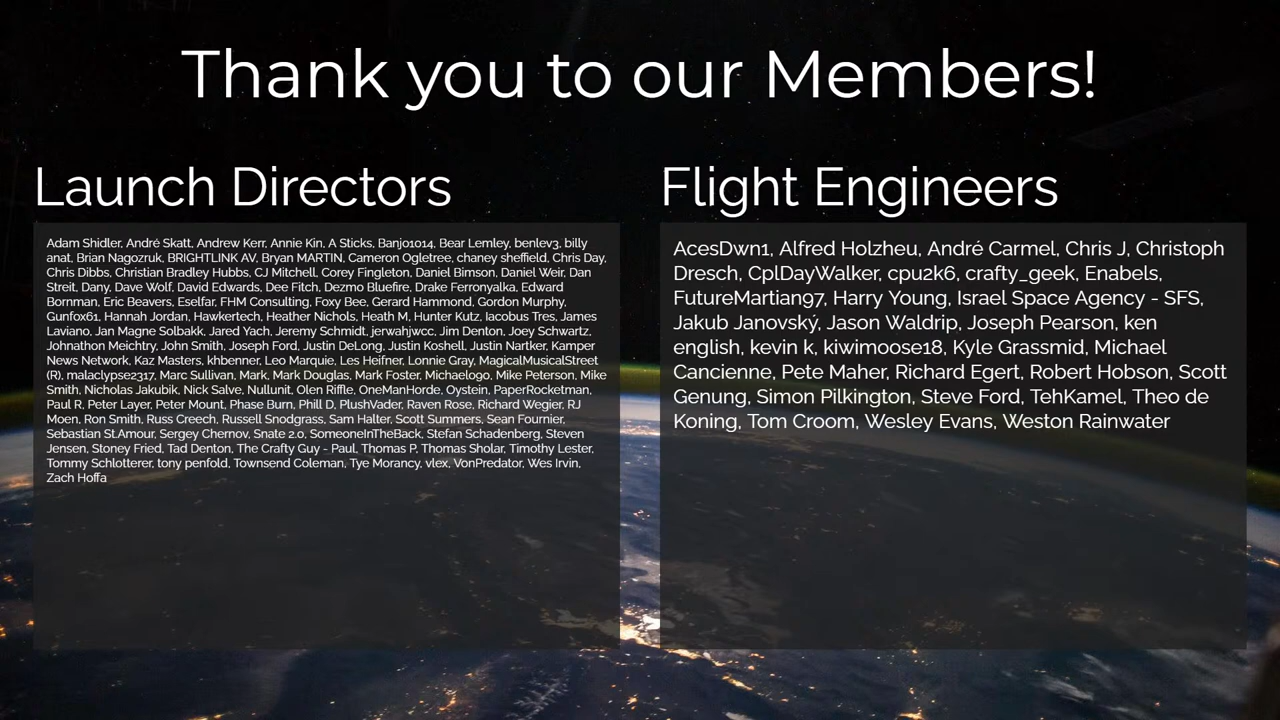 Thank you to our Members!
Launch Directors
Adam Shidler, André Skatt, Andrew Kerr, Annie Kin, A Sticks, Banjo1014, Bear Lemley, benlev3, billy
anat, Brian Nagozruk, BRIGHTLINK AV, Bryan MARTIN, Cameron Ogletree, chaney sheffield, Chris Day,
Chris Dibbs, Christian Bradley Hubbs, CJ Mitchell, Corey Fingleton, Daniel Bimson, Daniel Weir, Dan
Streit, Dany, Dave Wolf, David Edwards, Dee Fitch, Dezmo Bluefire, Drake Ferronyalka, Edward
Bornman, Eric Beavers, Eselfar, FHM Consulting, Foxy Bee, Gerard Hammond, Gordon Murphy,
Gunfox61, Hannah Jordan, Hawkertech, Heather Nichols, Heath M, Hunter Kutz, Iacobus Tres, James
Laviano, Jan Magne Solbakk, Jared Yach, Jeremy Schmidt, jerwahjwcc, Jim Denton, Joey Schwartz,
Johnathon Meichtry, John Smith, Joseph Ford, Justin DeLong, Justin Koshell, Justin Nartker, Kamper
News Network, Kaz Masters, khbenner, Leo Marquie, Les Heifner, Lonnie Gray, MagicalMusicalStreet
(R), malaclypse2317, Marc Sullivan, Mark, Mark Douglas, Mark Foster, Michaelogo, Mike Peterson, Mike
Smith, Nicholas Jakubik, Nick Salve, Nullunit, Olen Riffle, OneManHorde, Oystein, PaperRocketman,
Paul R, Peter Layer, Peter Mount, Phase Burn, Phill D, PlushVader, Raven Rose, Richard Wegier, RJ
Moen, Ron Smith, Russ Creech, Russell Snodgrass, Sam Halter, Scott Summers, Sean Fournier,
Sebastian St.Amour, Sergey Chernov, Snate 2.0, SomeoneInTheBack, Stefan Schadenberg, Steven
Jensen, Stoney Fried, Tad Denton, The Crafty Guy - Paul, Thomas P, Thomas Sholar, Timothy Lester,
Tommy Schlotterer, tony penfold, Townsend Coleman, Tye Morancy, vlex, VonPredator, Wes Irvin,
Zach Hoffa
Flight Engineers
AcesDwn1, Alfred Holzheu, André Carmel, Chris J, Christoph
Dresch, CplDayWalker, cpu2k6, crafty_geek, Enabels,
FutureMartian97, Harry Young, Israel Space Agency - SFS,
Jakub Janovský, Jason Waldrip, Joseph Pearson, ken
english, kevin k, kiwimoose18, Kyle Grassmid, Michael
Cancienne, Pete Maher, Richard Egert, Robert Hobson, Scott
Genung, Simon Pilkington, Steve Ford, TehKamel, Theo de
Koning, Tom Croom, Wesley Evans, Weston Rainwater